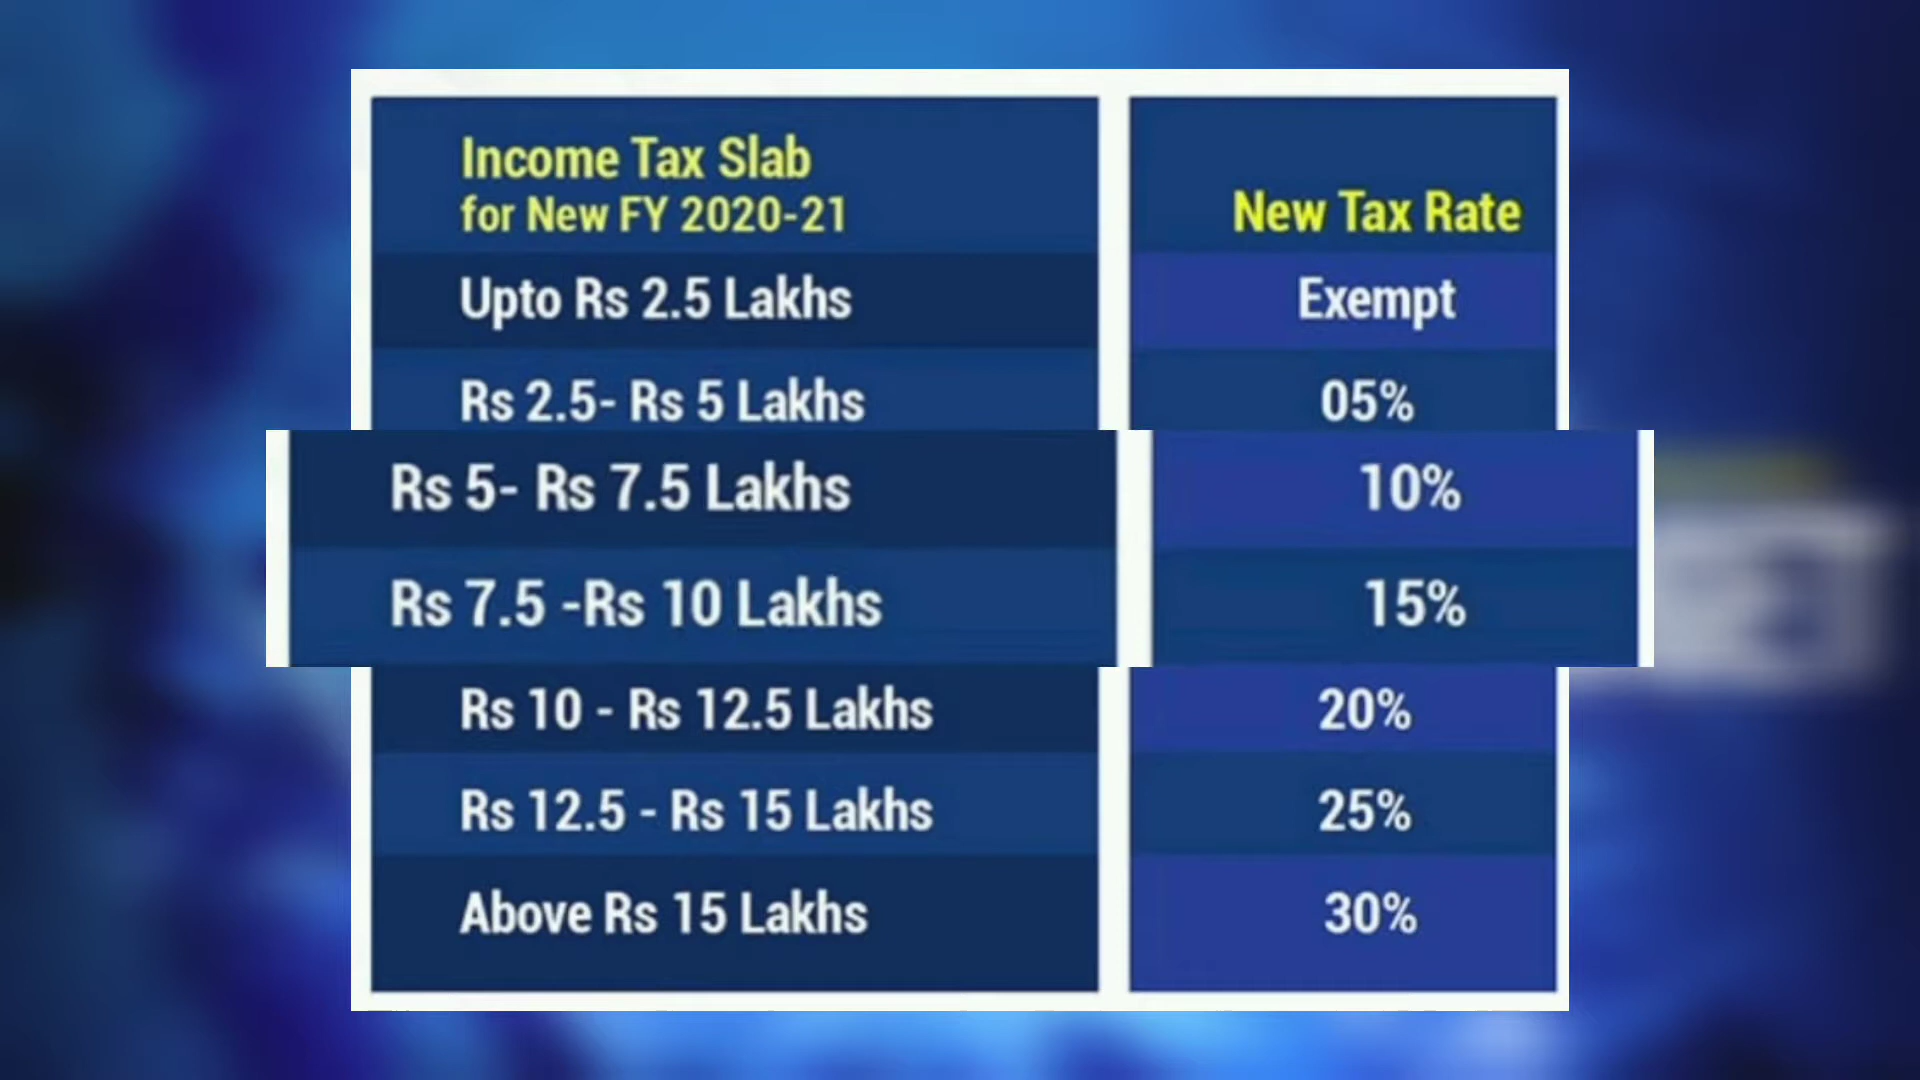 Income Tax Slab
for New FY 2020-21
New Tax Rate
Upto Rs 2.5 Lakhs
Exempt
Rs 2.5- Rs 5 Lakhs
05%
Rs 5- Rs 7.5 Lakhs
10%
Rs 7.5 -Rs 10 Lakhs
15%
Rs 10 - Rs 12.5 Lakhs
20%
Rs 12.5 - Rs 15 Lakhs
25%
Above Rs 15 Lakhs
30%